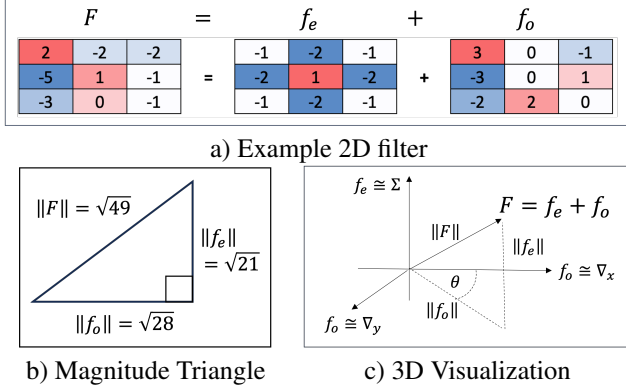 F = f_e + f_o
2 -2 -2 -1 -2 -1 3 0 -1
-5 1 -1 = -2 1 -2 + -3 0 1
-3 0 -1 -1 -2 -1 -2 2 0
a) Example 2D filter
‖F‖ = √49
‖f_e‖
= √21
‖f_o‖ = √28
b) Magnitude Triangle
f_e ≅ Σ
F = f_e + f_o
‖F‖
‖f_e‖
θ
f_o ≅ ∇_x
‖f_o‖
f_o ≅ ∇_y
c) 3D Visualization